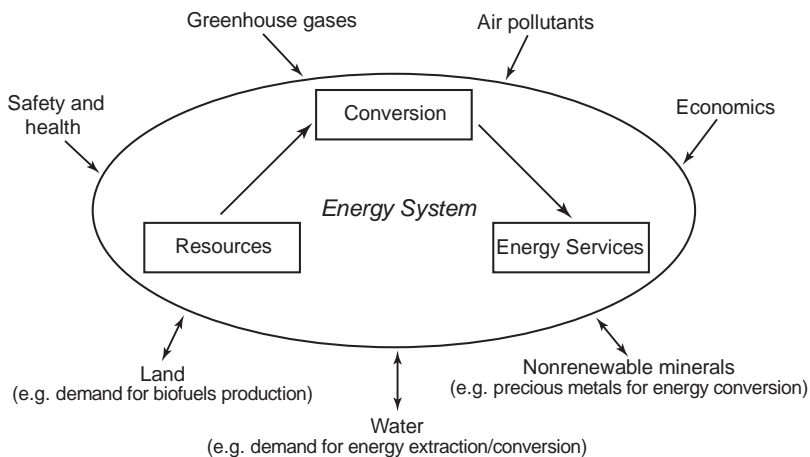 Greenhouse gases
Air pollutants
Safety and
health
Economics
Conversion
Energy System
Resources
Energy Services
Land
(e.g. demand for biofuels production)
Nonrenewable minerals
(e.g. precious metals for energy conversion)
Water
(e.g. demand for energy extraction/conversion)